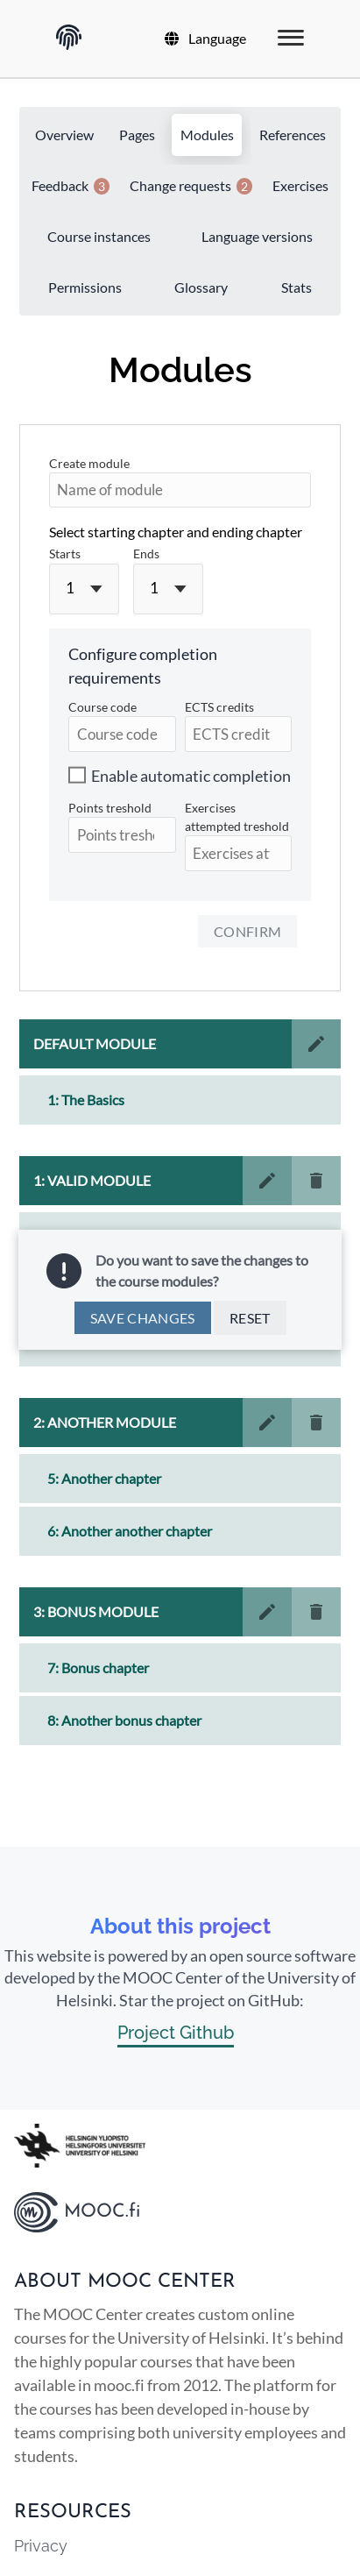 Language
Overview Pages Modules References
Feedback 3 Change requests 2 Exercises
Course instances Language versions
Permissions Glossary Stats
Modules
Create module
Name of module
Select starting chapter and ending chapter
Starts Ends
1 1
Configure completion
requirements
Course code ECTS credits
Course code ECTS credit
Enable automatic completion
Points treshold Exercises
attempted treshold
Points tresh Exercises at
CONFIRM
DEFAULT MODULE
1: The Basics
1: VALID MODULE
Do you want to save the changes to
the course modules?
SAVE CHANGES RESET
2: ANOTHER MODULE
5: Another chapter
6: Another another chapter
3: BONUS MODULE
7: Bonus chapter
8: Another bonus chapter
About this project
This website is powered by an open source software
developed by the MOOC Center of the University of
Helsinki. Star the project on GitHub:
Project Github
HELSINGIN YLIOPISTO
HELSINGFORS UNIVERSITET
UNIVERSITY OF HELSINKI
MOOC.fi
ABOUT MOOC CENTER
The MOOC Center creates custom online
courses for the University of Helsinki. It’s behind
the highly popular courses that have been
available in mooc.fi from 2012. The platform for
the courses has been developed in-house by
teams comprising both university employees and
students.
RESOURCES
Privacy